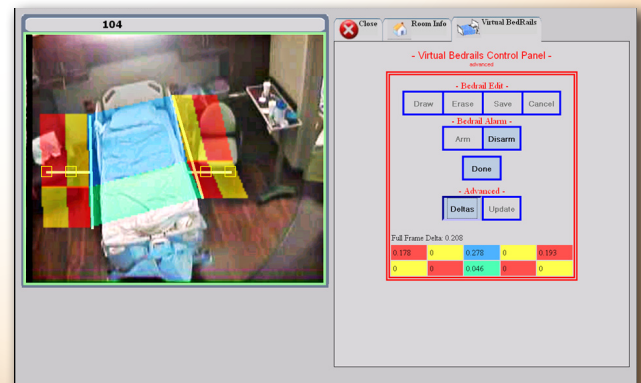 104
Close
Room Info
Virtual BedRails
- Virtual Bedrails Control Panel -
advanced
- Bedrail Edit -
Draw Erase Save Cancel
- Bedrail Alarm -
Arm Disarm
Done
- Advanced -
Deltas Update
Full Frame Delta: 0.208
0.178 0 0.278 0 0.193
0 0 0.046 0 0